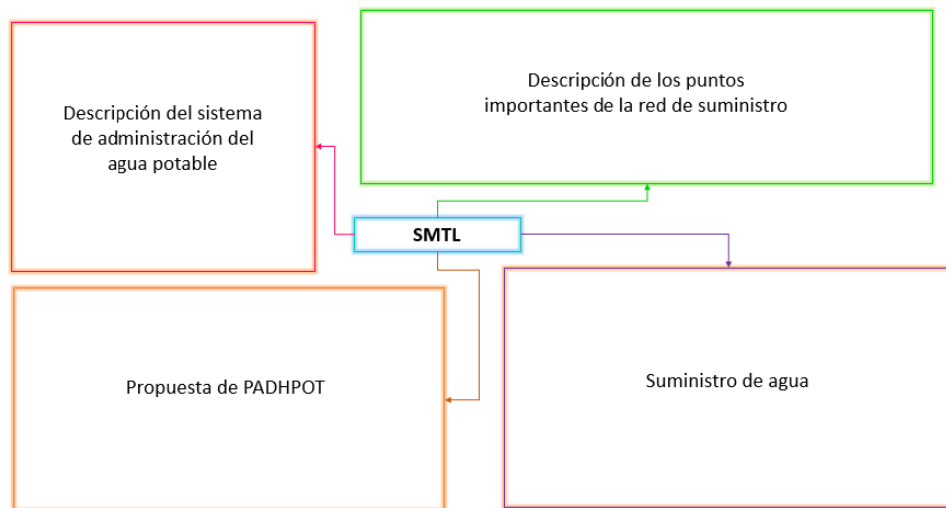 Descripción del sistema
de administración del
agua potable
Descripción de los puntos
importantes de la red de suministro
SMTL
Propuesta de PADHPOT
Suministro de agua